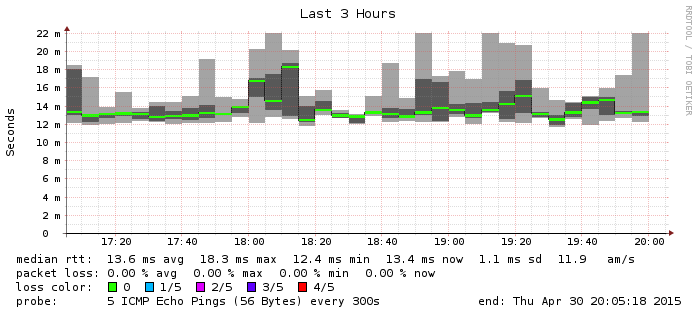 Last 3 Hours
RRDTOOL / TOBI OETIKER
Seconds
22 m
20 m
18 m
16 m
14 m
12 m
10 m
8 m
6 m
4 m
2 m
0
17:20 17:40 18:00 18:20 18:40 19:00 19:20 19:40 20:00
median rtt: 13.6 ms avg 18.3 ms max 12.4 ms min 13.4 ms now 1.1 ms sd 11.9 am/s
packet loss: 0.00 % avg 0.00 % max 0.00 % min 0.00 % now
loss color: 0 1/5 2/5 3/5 4/5
probe: 5 ICMP Echo Pings (56 Bytes) every 300s end: Thu Apr 30 20:05:18 2015